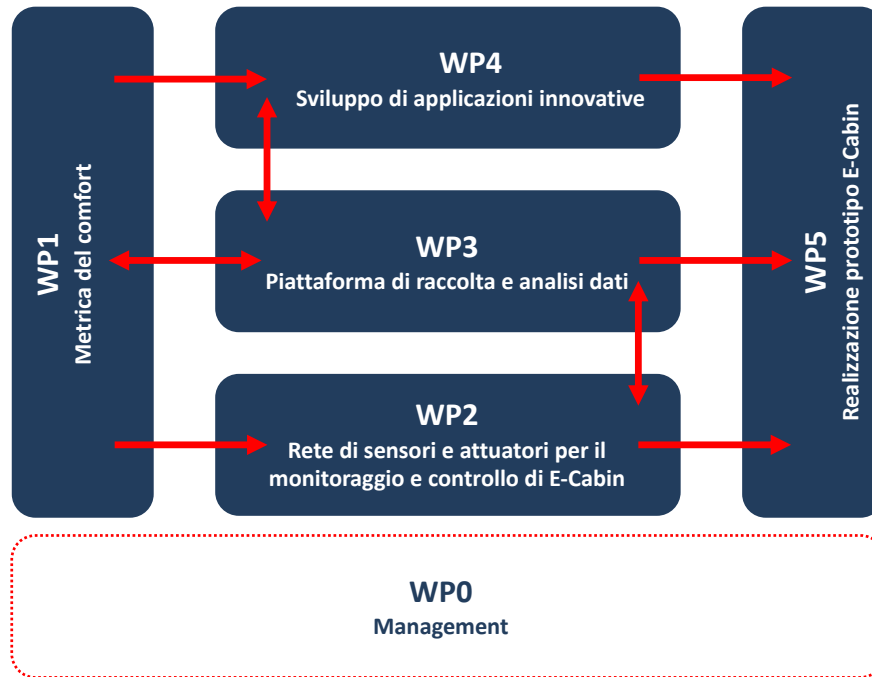 WP1
Metrica del comfort
WP4
Sviluppo di applicazioni innovative
WP3
Piattaforma di raccolta e analisi dati
WP2
Rete di sensori e attuatori per il
monitoraggio e controllo di E-Cabin
WP5
Realizzazione prototipo E-Cabin
WP0
Management